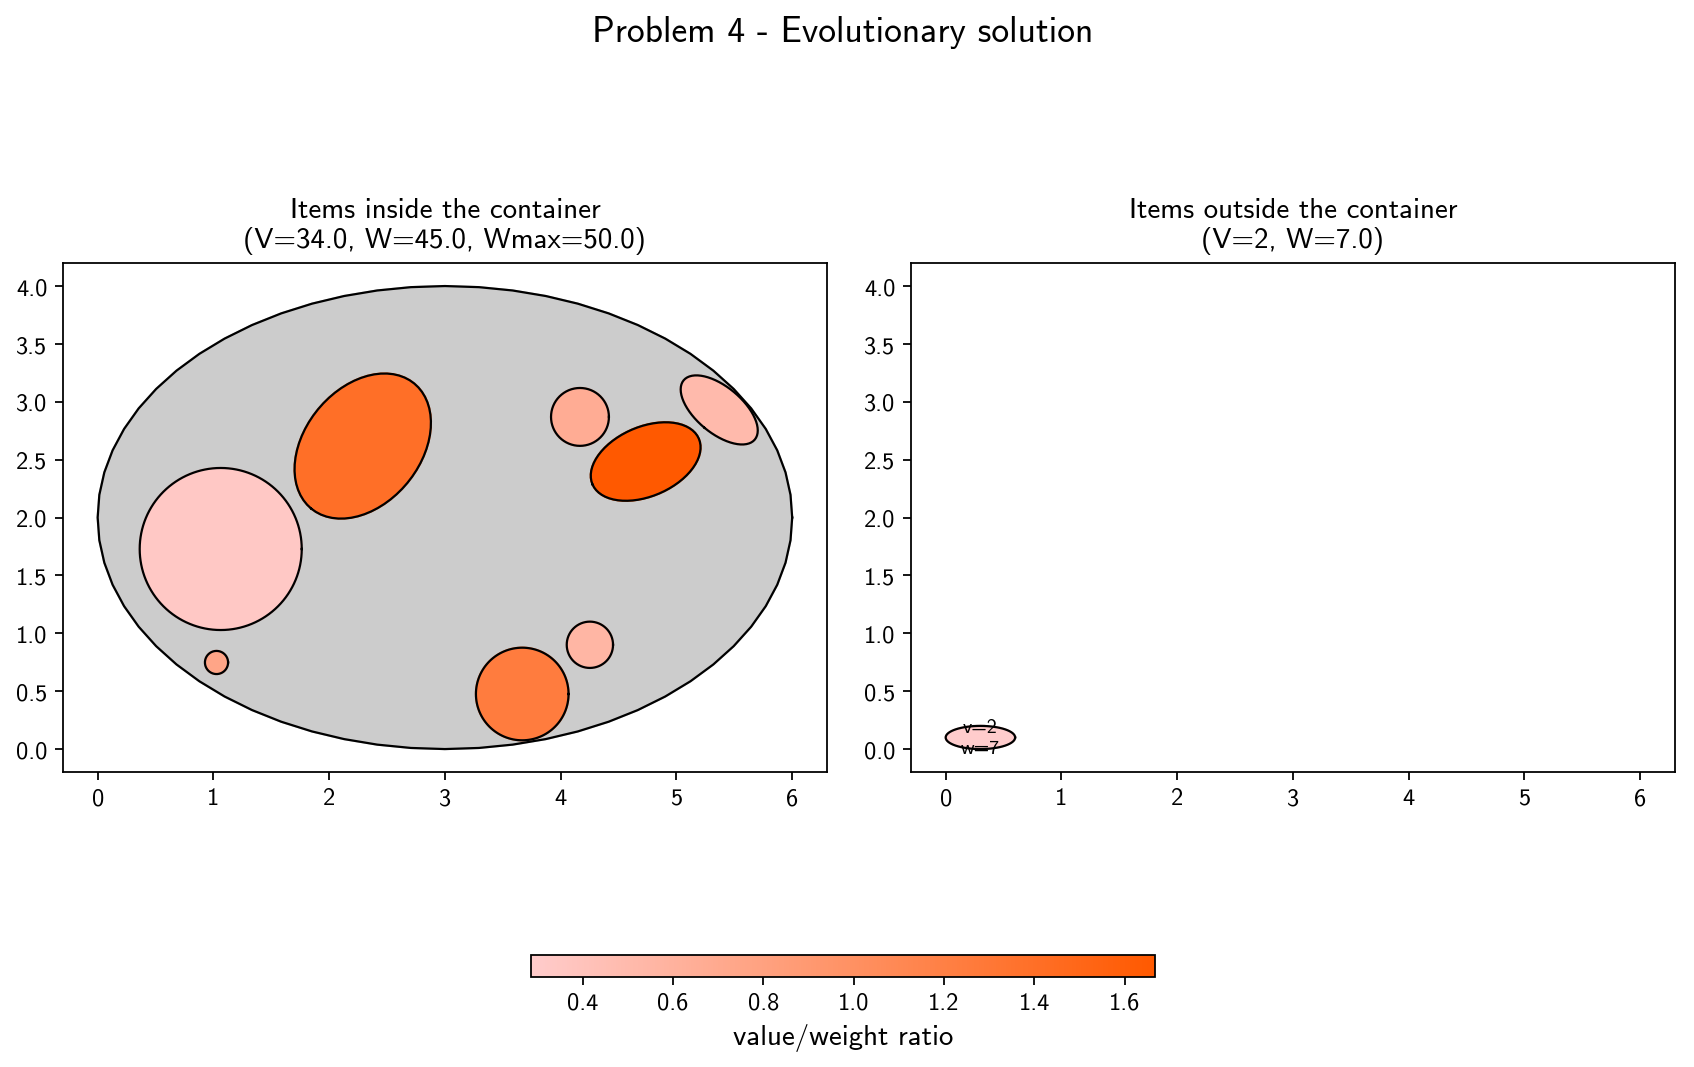 Problem 4 - Evolutionary solution
Items inside the container
(V=34.0, W=45.0, Wmax=50.0)
4.0
3.5
3.0
2.5
2.0
1.5
1.0
0.5
0.0
0 1 2 3 4 5 6
Items outside the container
(V=2, W=7.0)
4.0
3.5
3.0
2.5
2.0
1.5
1.0
0.5
0.0
v=2
w=7
0 1 2 3 4 5 6
0.4 0.6 0.8 1.0 1.2 1.4 1.6
value/weight ratio